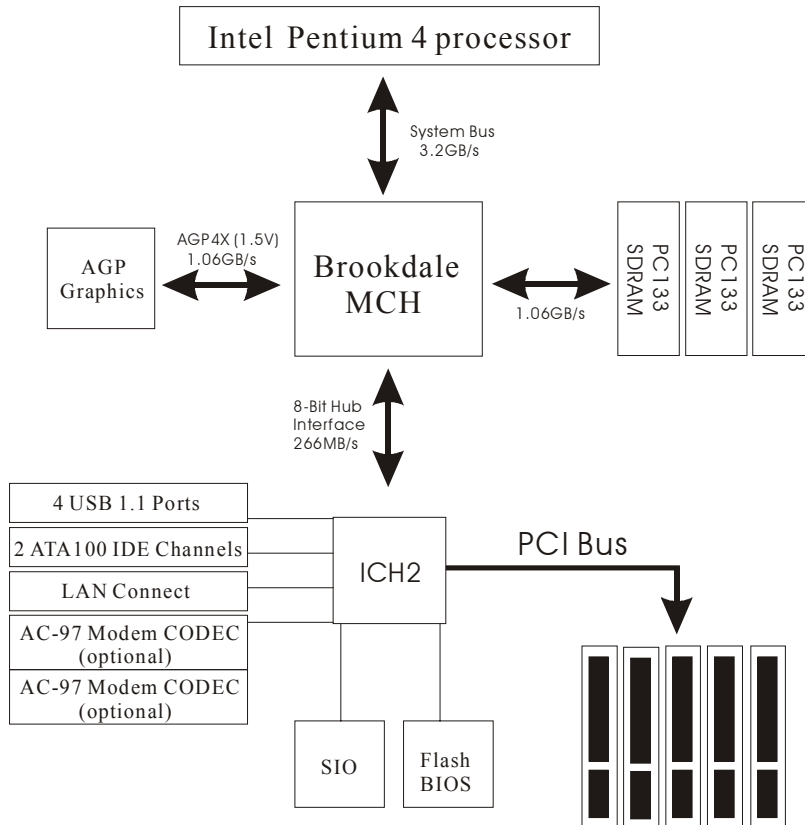 Intel Pentium 4 processor
System Bus
3.2GB/s
AGP4X (1.5V)
1.06GB/s
AGP
Graphics
Brookdale
MCH
1.06GB/s
PC133
SDRAM
PC133
SDRAM
PC133
SDRAM
8-Bit Hub
Interface
266MB/s
4 USB 1.1 Ports
2 ATA100 IDE Channels
LAN Connect
AC-97 Modem CODEC
(optional)
AC-97 Modem CODEC
(optional)
ICH2
PCI Bus
SIO
Flash
BIOS